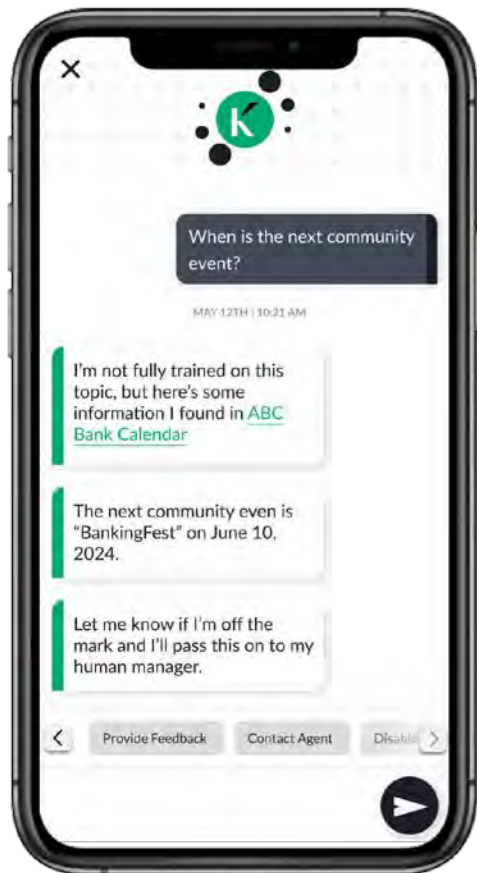 K
When is the next community
event?
MAY 12TH | 10:21 AM
I'm not fully trained on this
topic, but here's some
information I found in ABC
Bank Calendar
The next community even is
"BankingFest" on June 10,
2024.
Let me know if I'm off the
mark and I'll pass this on to my
human manager.
Provide Feedback Contact Agent